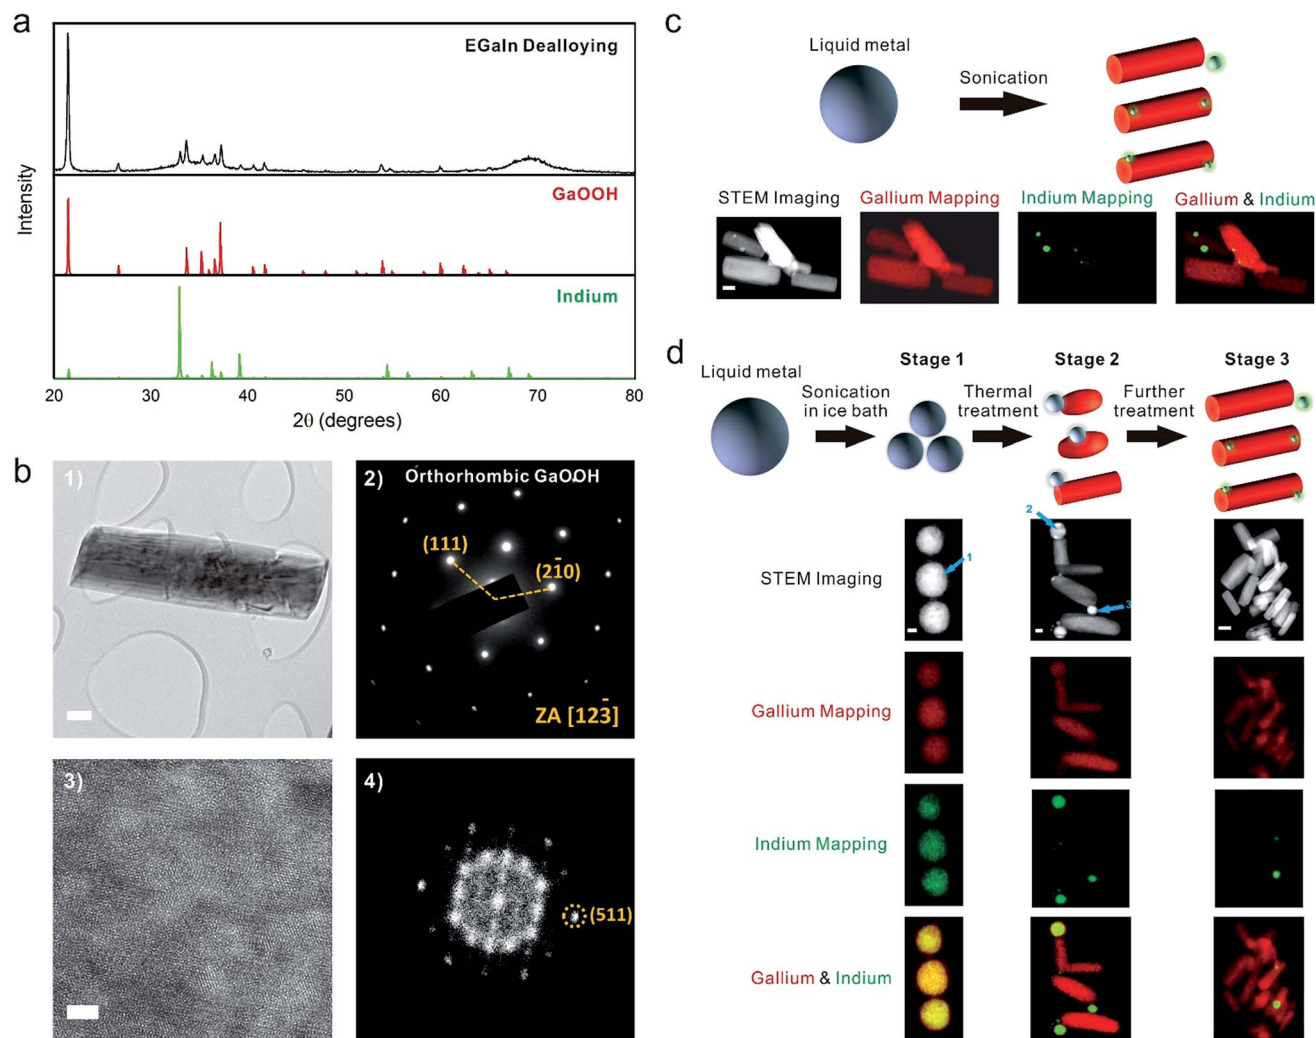 a
EGaIn Dealloying
GaOOH
Indium
Intensity
20 30 40 50 60 70 80
2θ (degrees)
b
1)
2)
Orthorhombic GaOOH
(111)
(21̄0)
ZA [123̄]
3)
4)
(511)
c
Liquid metal
Sonication
STEM Imaging
Gallium Mapping
Indium Mapping
Gallium & Indium
d
Liquid metal
Sonication
in ice bath
Stage 1
Thermal
treatment
Stage 2
Further
treatment
Stage 3
STEM Imaging
1
2
3
Gallium Mapping
Indium Mapping
Gallium & Indium